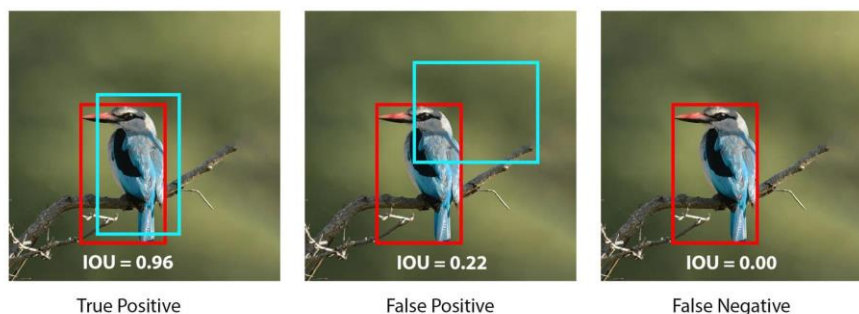 IOU = 0.96
IOU = 0.22
IOU = 0.00
True Positive
False Positive
False Negative